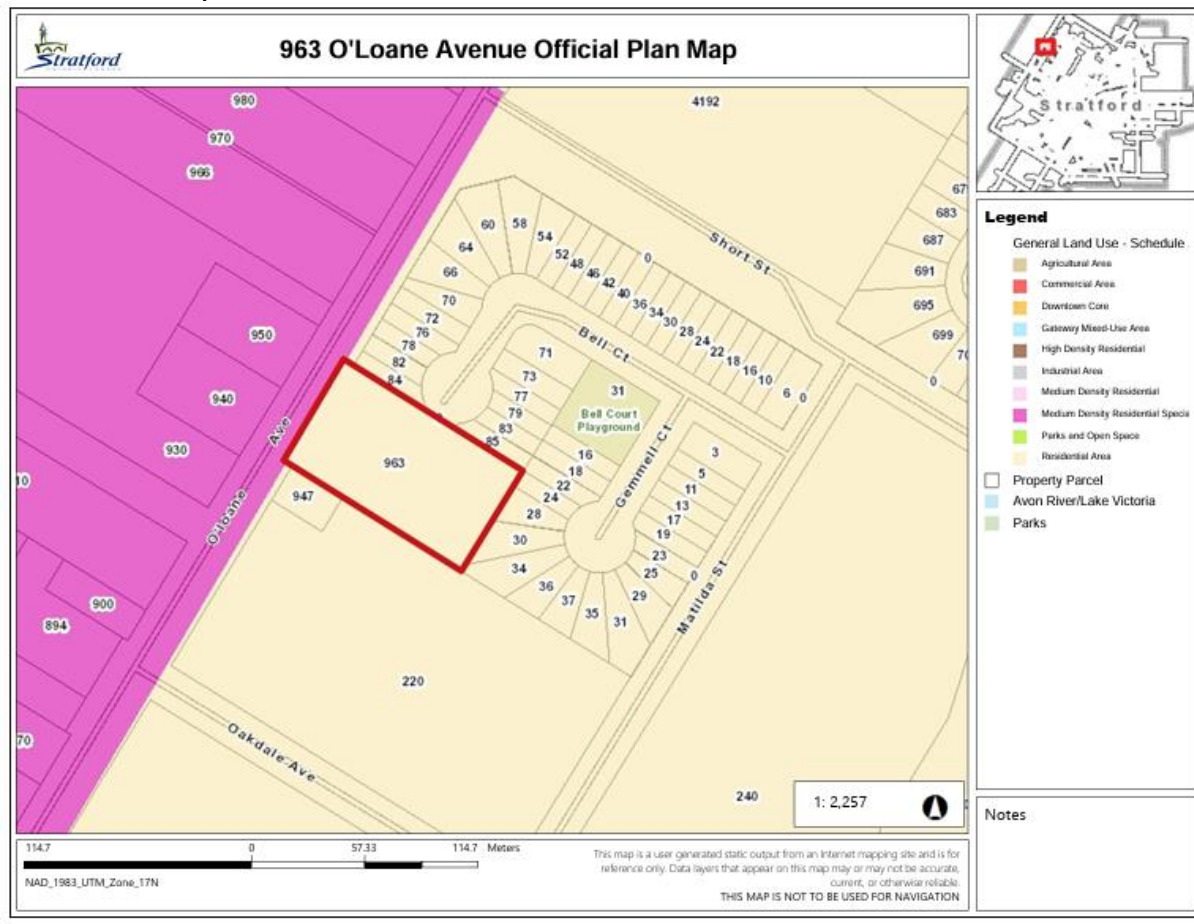 Stratford
963 O'Loane Avenue Official Plan Map
Stratford
980
970
966
950
940
930
10
900
894
70
4192
60
58
54
52
48
46
42
40
36
34
30
28
24
22
18
16
10
6
0
0
64
66
70
72
76
78
82
84
Short St
Bell Ct
71
73
77
79
83
85
31
Bell Court
Playground
16
18
22
24
28
30
34
36
37
35
31
29
25
23
19
17
13
11
5
3
0
Gemmell Ct
Matilda St
683
687
691
695
699
70
0
O'loane Ave
963
947
220
Oakdale Ave
240
1: 2,257
Legend
General Land Use - Schedule
Agricultural Area
Commercial Area
Downtown Core
Gateway Mixed-Use Area
High Density Residential
Industrial Area
Medium Density Residential
Medium Density Residential Specia
Parks and Open Space
Residential Area
Property Parcel
Avon River/Lake Victoria
Parks
Notes
114.7 0 57.33 114.7 Meters
NAD_1983_UTM_Zone_17N
This map is a user generated static output from an Internet mapping site and is for
reference only. Data layers that appear on this map may or may not be accurate,
current, or otherwise reliable.
THIS MAP IS NOT TO BE USED FOR NAVIGATION